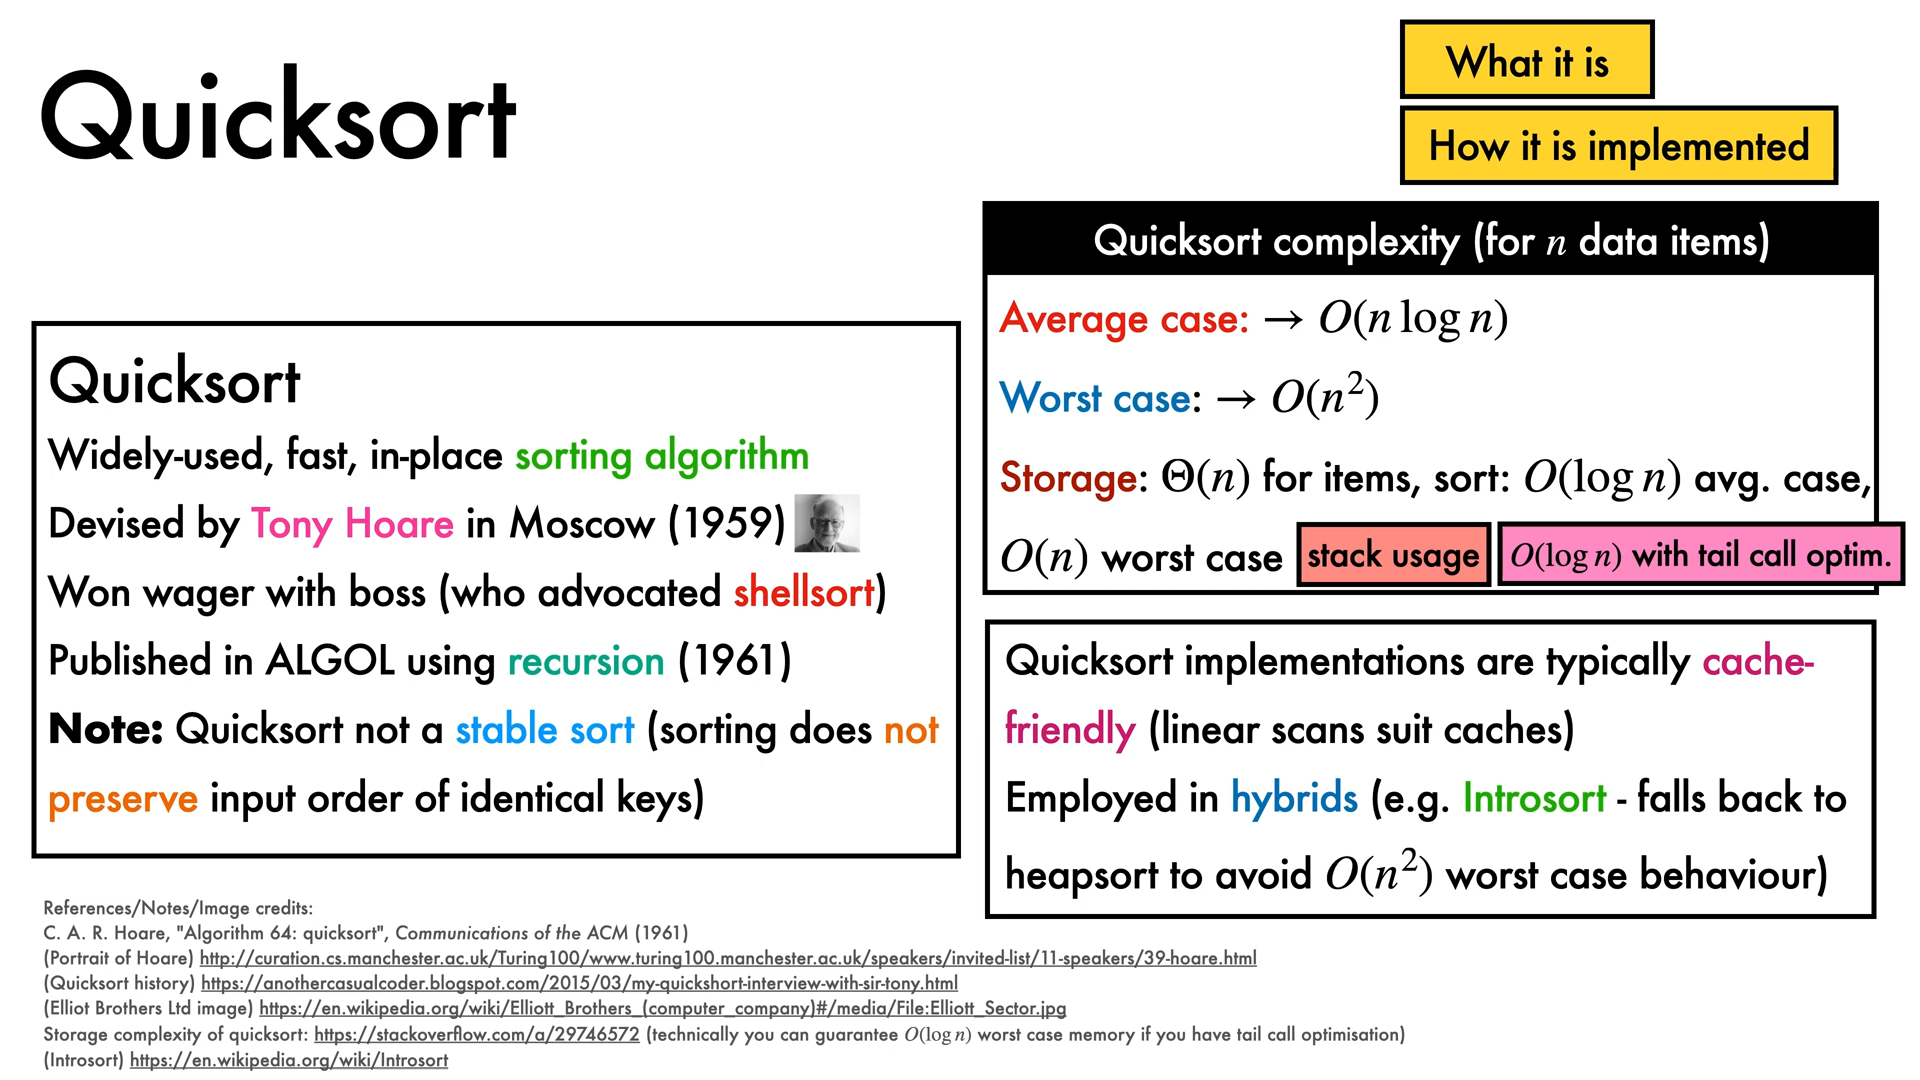 Quicksort
What it is
How it is implemented
Quicksort
Widely-used, fast, in-place sorting algorithm
Devised by Tony Hoare in Moscow (1959)
Won wager with boss (who advocated shellsort)
Published in ALGOL using recursion (1961)
Note: Quicksort not a stable sort (sorting does not
preserve input order of identical keys)
Quicksort complexity (for n data items)
Average case: → O(n log n)
Worst case: → O(n²)
Storage: Θ(n) for items, sort: O(log n) avg. case,
O(n) worst case stack usage O(log n) with tail call optim.
Quicksort implementations are typically cache-
friendly (linear scans suit caches)
Employed in hybrids (e.g. Introsort - falls back to
heapsort to avoid O(n²) worst case behaviour)
References/Notes/Image credits:
C. A. R. Hoare, "Algorithm 64: quicksort", Communications of the ACM (1961)
(Portrait of Hoare) http://curation.cs.manchester.ac.uk/Turing100/www.turing100.manchester.ac.uk/speakers/invited-list/11-speakers/39-hoare.html
(Quicksort history) https://anothercasualcoder.blogspot.com/2015/03/my-quickshort-interview-with-sir-tony.html
(Elliot Brothers Ltd image) https://en.wikipedia.org/wiki/Elliott_Brothers_(computer_company)#/media/File:Elliott_Sector.jpg
Storage complexity of quicksort: https://stackoverflow.com/a/29746572 (technically you can guarantee O(log n) worst case memory if you have tail call optimisation)
(Introsort) https://en.wikipedia.org/wiki/Introsort